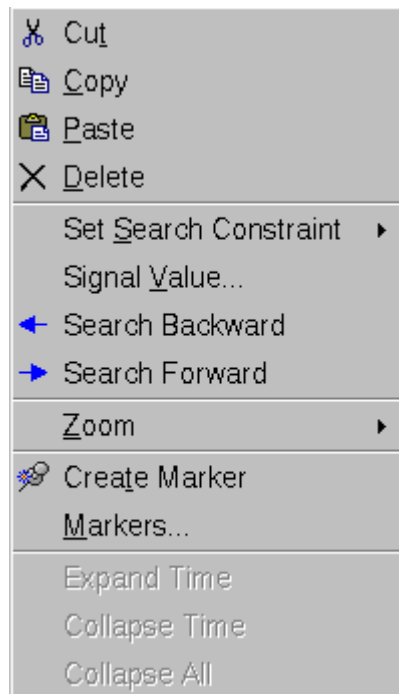 Cut
Copy
Paste
Delete
Set Search Constraint
Signal Value...
Search Backward
Search Forward
Zoom
Create Marker
Markers...
Expand Time
Collapse Time
Collapse All